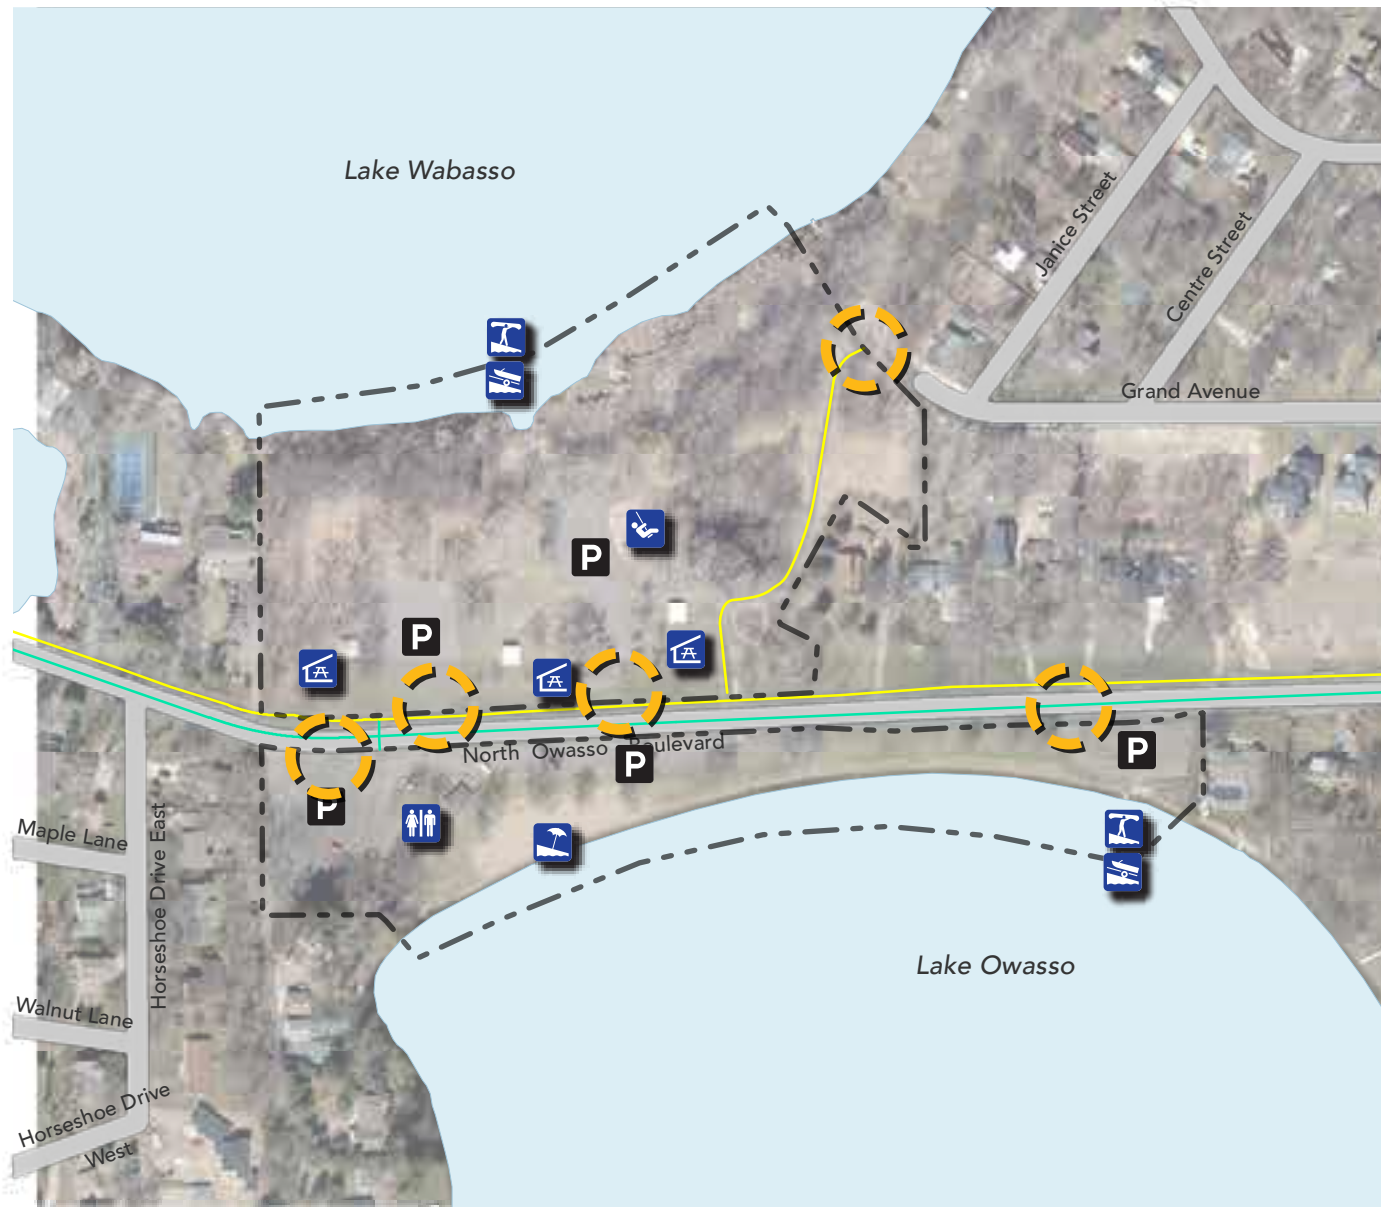 Lake Wabasso
Janice Street
Centre Street
Grand Avenue
P
P
North Owasso Boulevard
P
P
P
Maple Lane
Horseshoe Drive East
Lake Owasso
Walnut Lane
Horseshoe Drive
West